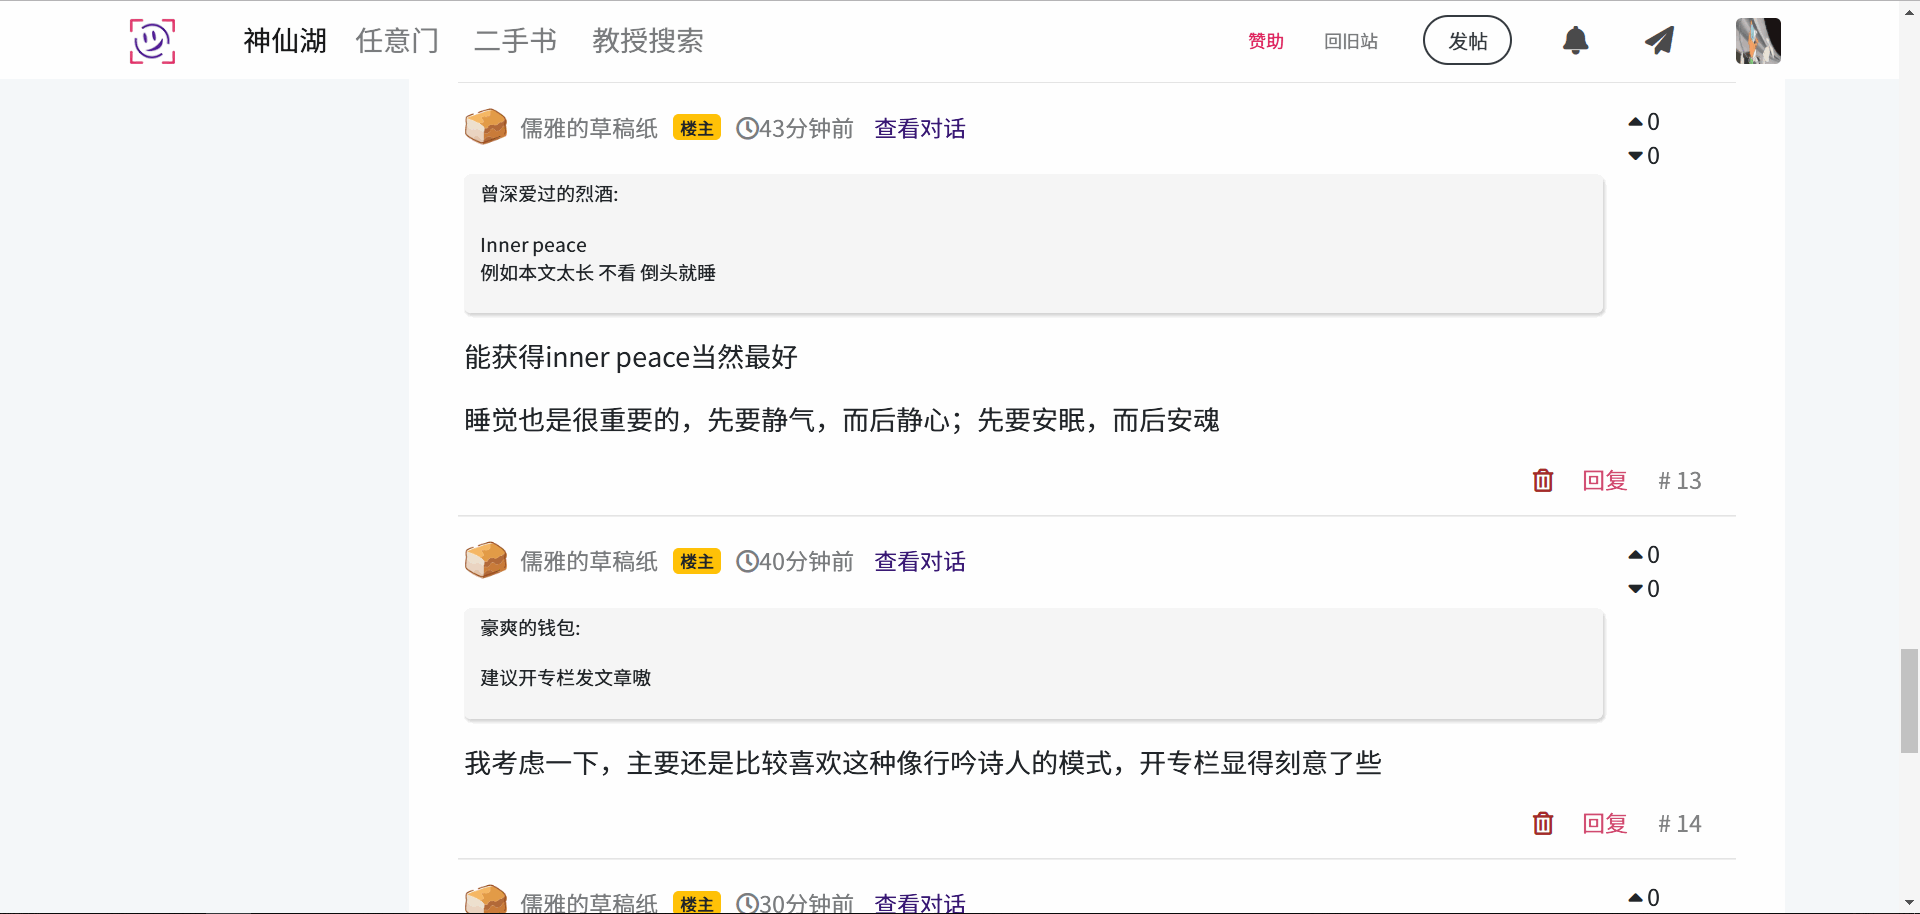 神仙湖 任意门 二手书 教授搜索 赞助 回旧站 发帖
儒雅的草稿纸 楼主 43分钟前 查看对话 0
0
曾深爱过的烈酒:
Inner peace
例如本文太长 不看 倒头就睡
能获得inner peace当然最好
睡觉也是很重要的，先要静气，而后静心；先要安眠，而后安魂
回复 # 13
儒雅的草稿纸 楼主 40分钟前 查看对话 0
0
豪爽的钱包:
建议开专栏发文章嗷
我考虑一下，主要还是比较喜欢这种像行吟诗人的模式，开专栏显得刻意了些
回复 # 14
儒雅的草稿纸 楼主 30分钟前 查看对话 0